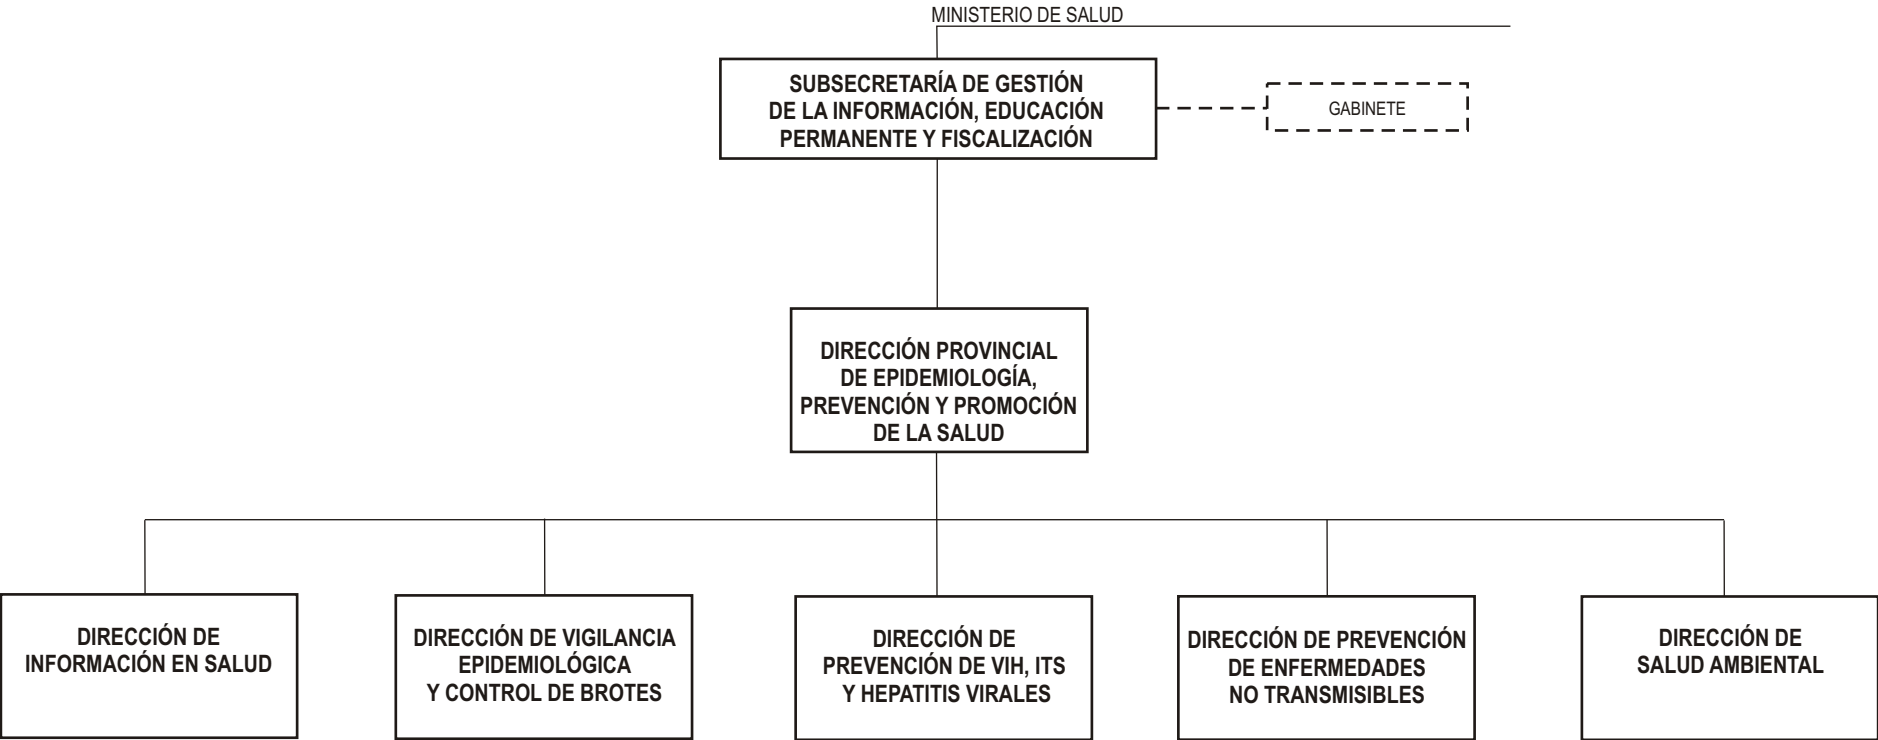 MINISTERIO DE SALUD
SUBSECRETARÍA DE GESTIÓN
DE LA INFORMACIÓN, EDUCACIÓN
PERMANENTE Y FISCALIZACIÓN
GABINETE
DIRECCIÓN PROVINCIAL
DE EPIDEMIOLOGÍA,
PREVENCIÓN Y PROMOCIÓN
DE LA SALUD
DIRECCIÓN DE
INFORMACIÓN EN SALUD
DIRECCIÓN DE VIGILANCIA
EPIDEMIOLÓGICA
Y CONTROL DE BROTES
DIRECCIÓN DE
PREVENCIÓN DE VIH, ITS
Y HEPATITIS VIRALES
DIRECCIÓN DE PREVENCIÓN
DE ENFERMEDADES
NO TRANSMISIBLES
DIRECCIÓN DE
SALUD AMBIENTAL